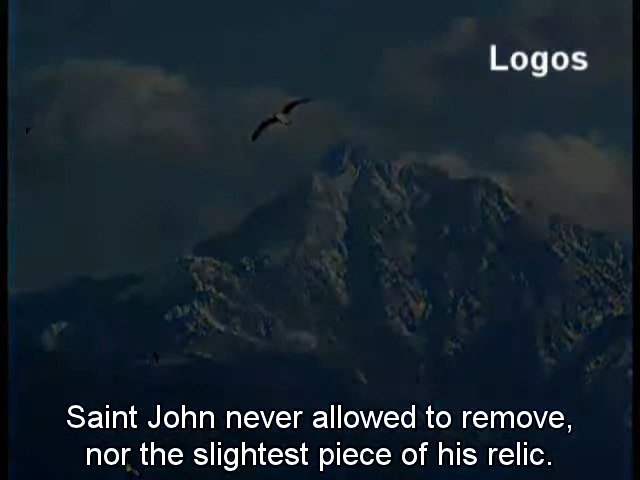 Logos
Saint John never allowed to remove,
nor the slightest piece of his relic.